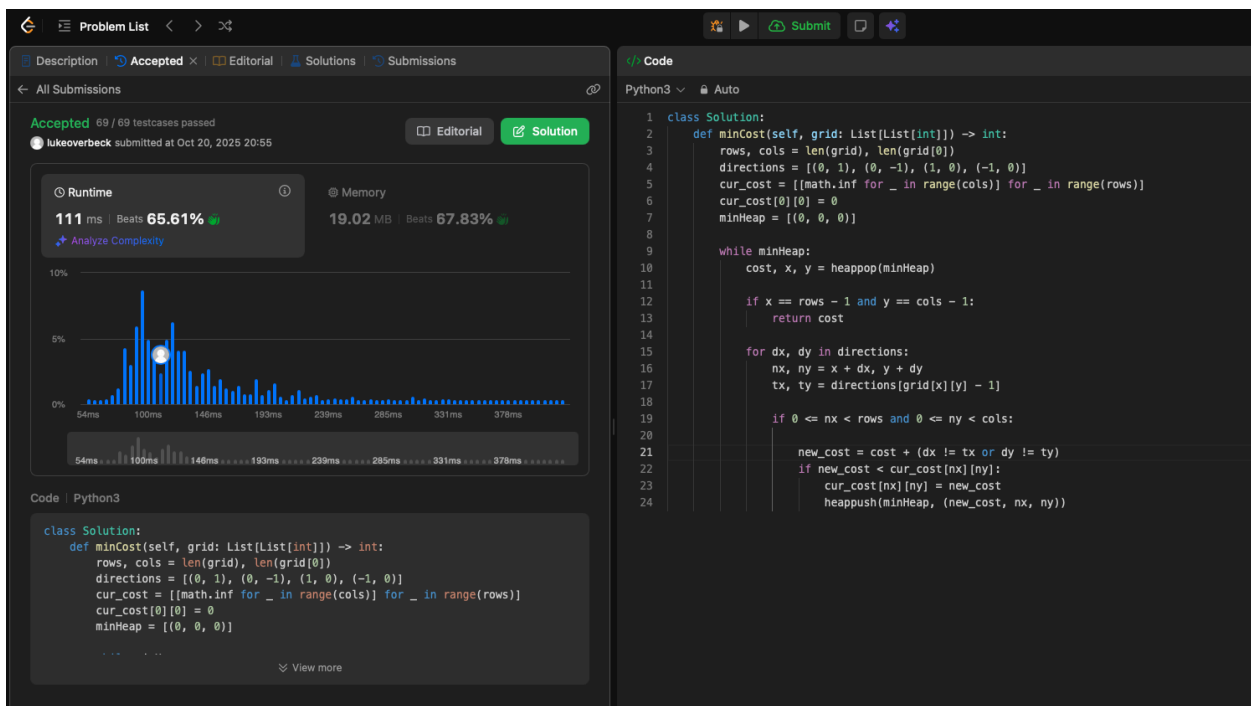 Problem List
Submit
Description
Accepted
Editorial
Solutions
Submissions
All Submissions
Accepted 69 / 69 testcases passed
lukeoverbeck submitted at Oct 20, 2025 20:55
Editorial
Solution
Runtime
111 ms Beats 65.61%
Analyze Complexity
Memory
19.02 MB Beats 67.83%
10%
5%
0%
54ms 100ms 146ms 193ms 239ms 285ms 331ms 378ms
54ms 100ms 146ms 193ms 239ms 285ms 331ms 378ms
Code | Python3
class Solution:
    def minCost(self, grid: List[List[int]]) -> int:
        rows, cols = len(grid), len(grid[0])
        directions = [(0, 1), (0, -1), (1, 0), (-1, 0)]
        cur_cost = [[math.inf for _ in range(cols)] for _ in range(rows)]
        cur_cost[0][0] = 0
        minHeap = [(0, 0, 0)]
View more
</> Code
Python3 Auto
1 class Solution:
2     def minCost(self, grid: List[List[int]]) -> int:
3         rows, cols = len(grid), len(grid[0])
4         directions = [(0, 1), (0, -1), (1, 0), (-1, 0)]
5         cur_cost = [[math.inf for _ in range(cols)] for _ in range(rows)]
6         cur_cost[0][0] = 0
7         minHeap = [(0, 0, 0)]
8
9         while minHeap:
10             cost, x, y = heappop(minHeap)
11
12             if x == rows - 1 and y == cols - 1:
13                 return cost
14
15             for dx, dy in directions:
16                 nx, ny = x + dx, y + dy
17                 tx, ty = directions[grid[x][y] - 1]
18
19                 if 0 <= nx < rows and 0 <= ny < cols:
20
21                     new_cost = cost + (dx != tx or dy != ty)
22                     if new_cost < cur_cost[nx][ny]:
23                         cur_cost[nx][ny] = new_cost
24                         heappush(minHeap, (new_cost, nx, ny))